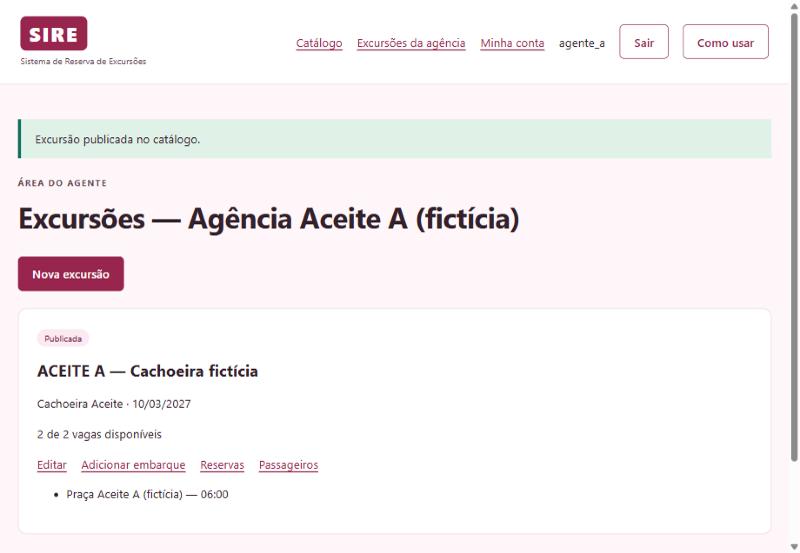 SIRE
Sistema de Reserva de Excursões
Catálogo Excursões da agência Minha conta agente_a Sair Como usar
Excursão publicada no catálogo.
ÁREA DO AGENTE
Excursões — Agência Aceite A (fictícia)
Nova excursão
Publicada
ACEITE A — Cachoeira fictícia
Cachoeira Aceite · 10/03/2027
2 de 2 vagas disponíveis
Editar Adicionar embarque Reservas Passageiros
• Praça Aceite A (fictícia) — 06:00